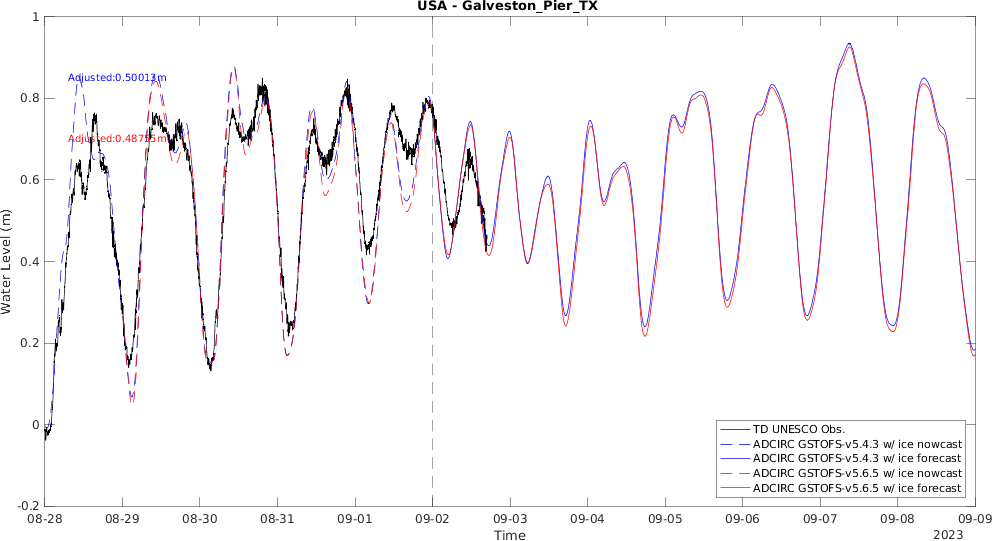 USA - Galveston_Pier_TX
1
0.8
0.6
0.4
0.2
0
-0.2
Water Level (m)
Adjusted:0.50013m
Adjusted:0.48755m
TD UNESCO Obs.
ADCIRC GSTOFS-v5.4.3 w/ ice nowcast
ADCIRC GSTOFS-v5.4.3 w/ ice forecast
ADCIRC GSTOFS-v5.6.5 w/ ice nowcast
ADCIRC GSTOFS-v5.6.5 w/ ice forecast
08-28 08-29 08-30 08-31 09-01 09-02 09-03 09-04 09-05 09-06 09-07 09-08 09-09
Time
2023